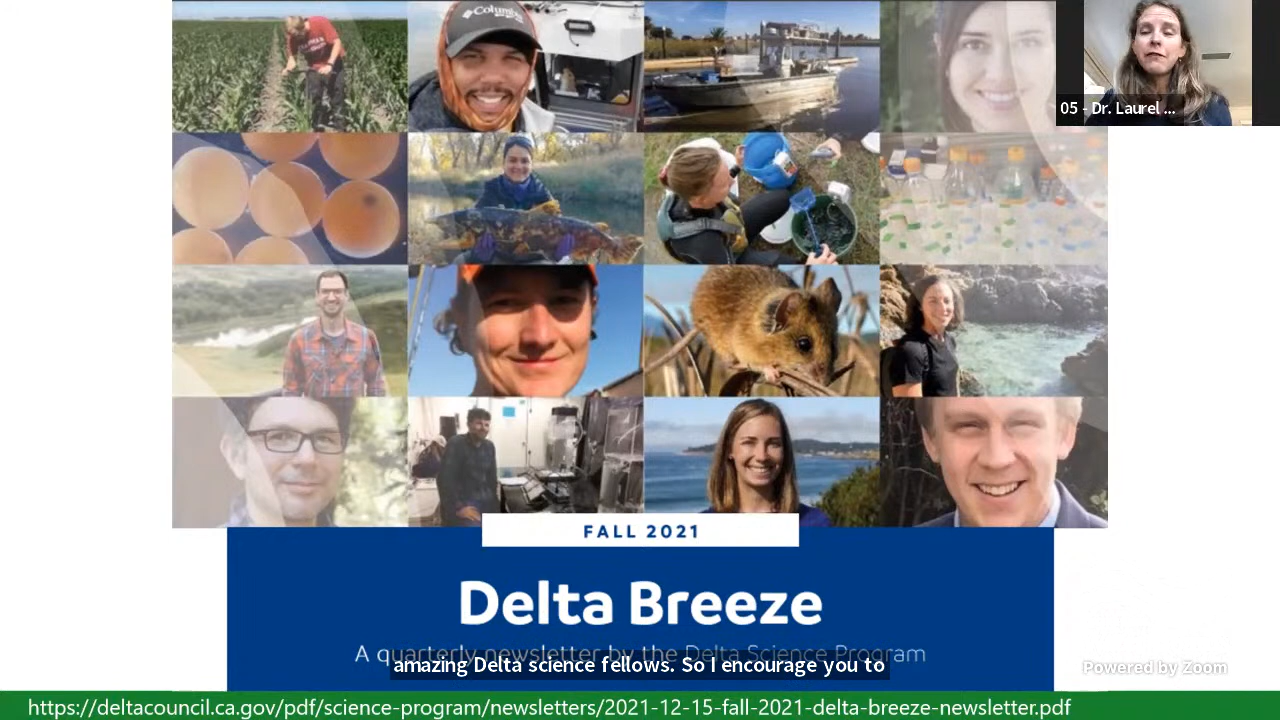 Columbia
05 - Dr. Laurel ...
FALL 2021
Delta Breeze
A quarterly newsletter by the Delta Science Program
amazing Delta science fellows. So I encourage you to
Powered by Zoom
https://deltacouncil.ca.gov/pdf/science-program/newsletters/2021-12-15-fall-2021-delta-breeze-newsletter.pdf